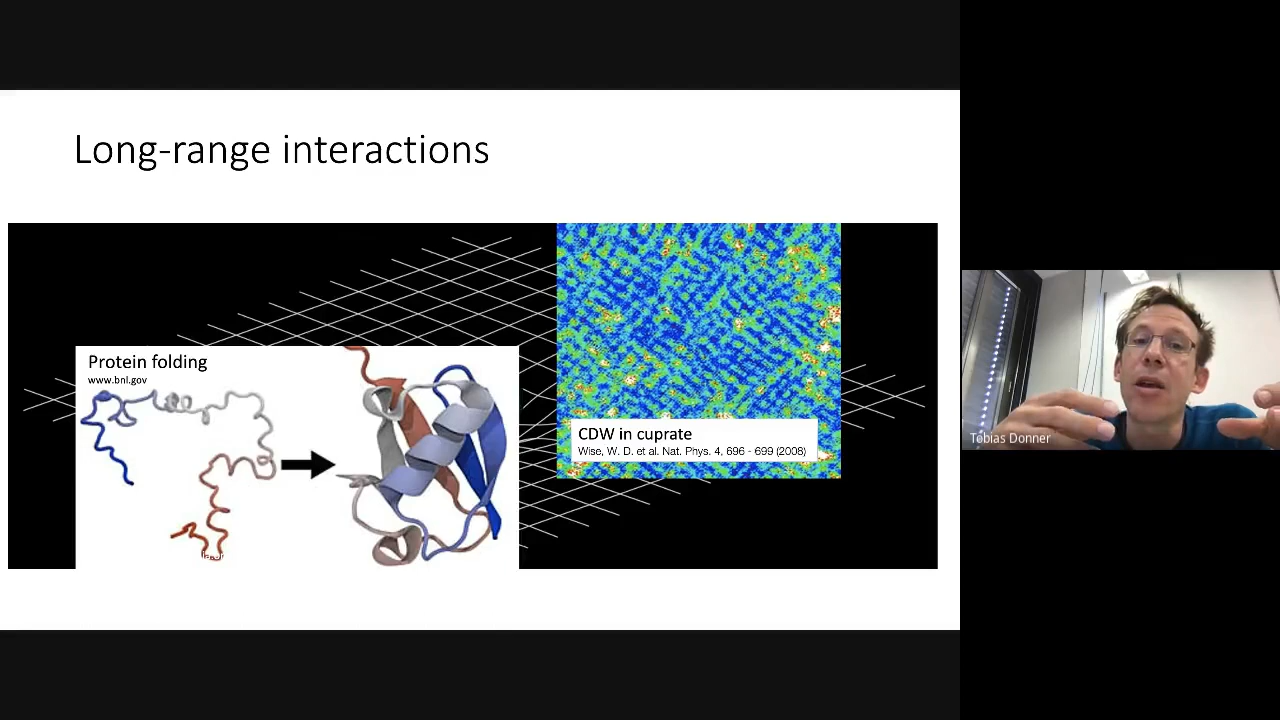 Long-range interactions
Protein folding
www.bnl.gov
CDW in cuprate
Wise, W. D. et al. Nat. Phys. 4, 696 - 699 (2008)
Tobias Donner